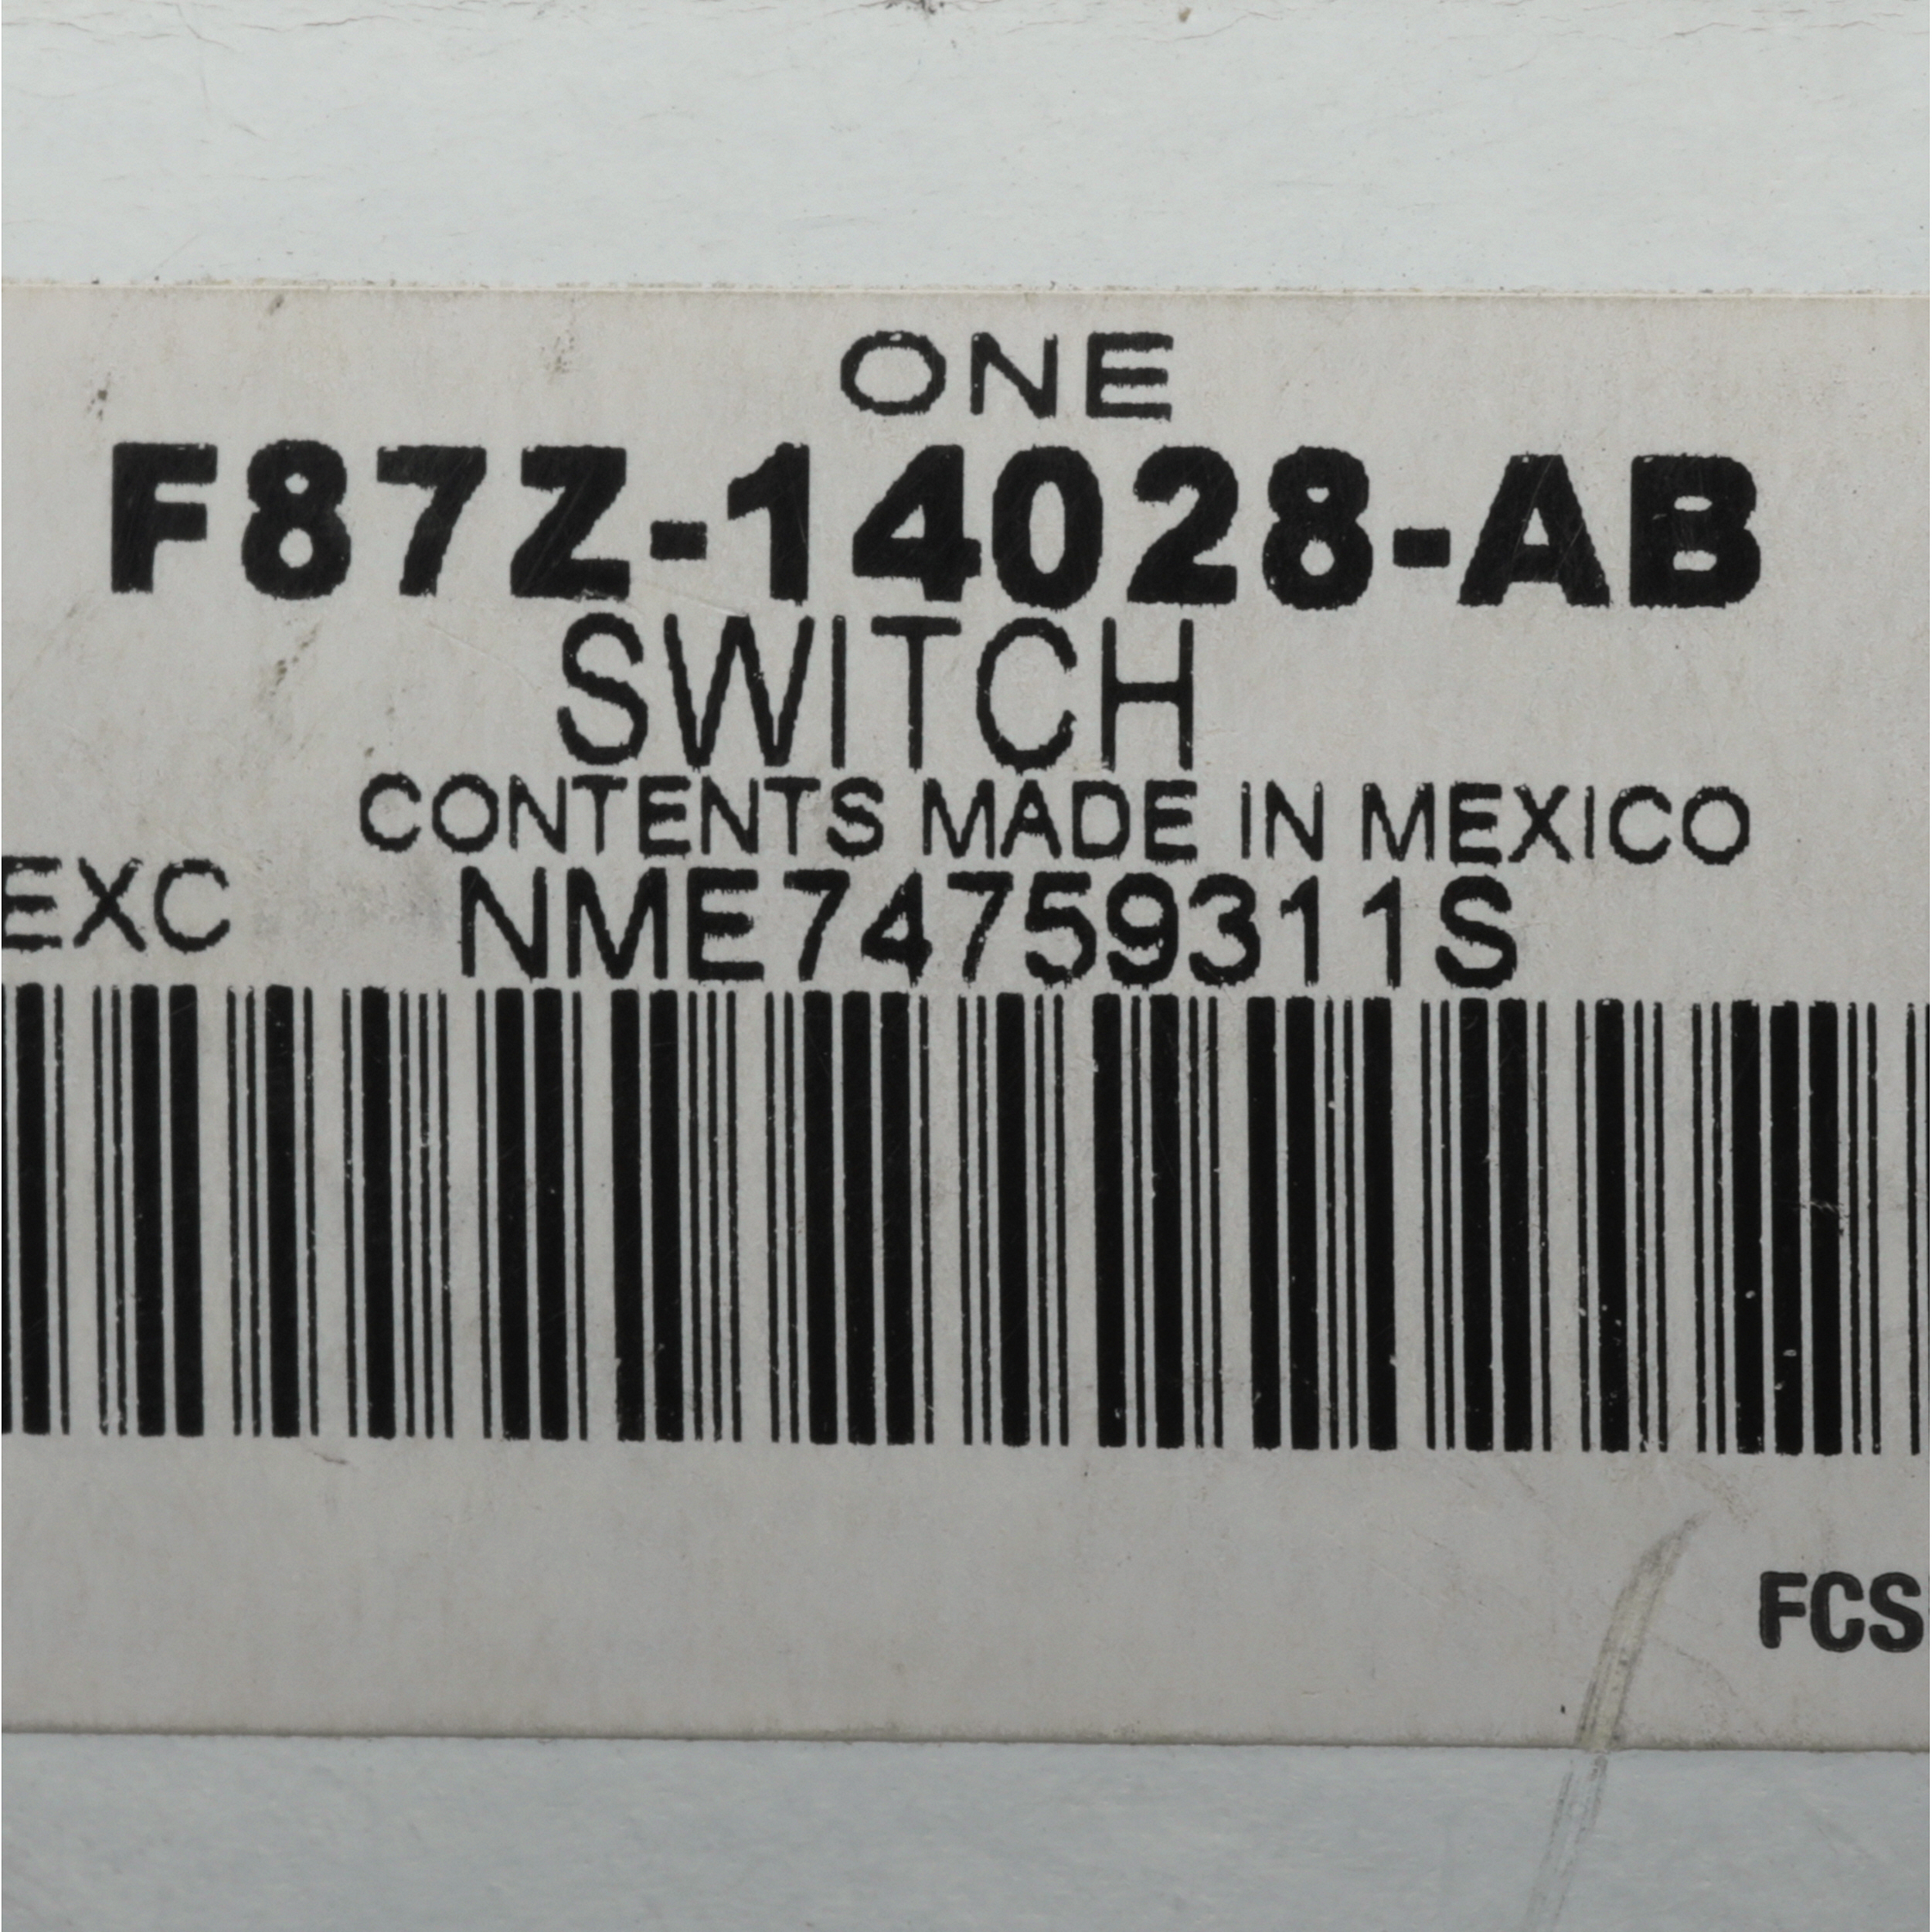 ONE
F87Z-14028-AB
SWITCH
CONTENTS MADE IN MEXICO
EXC NME74759311S
FCS